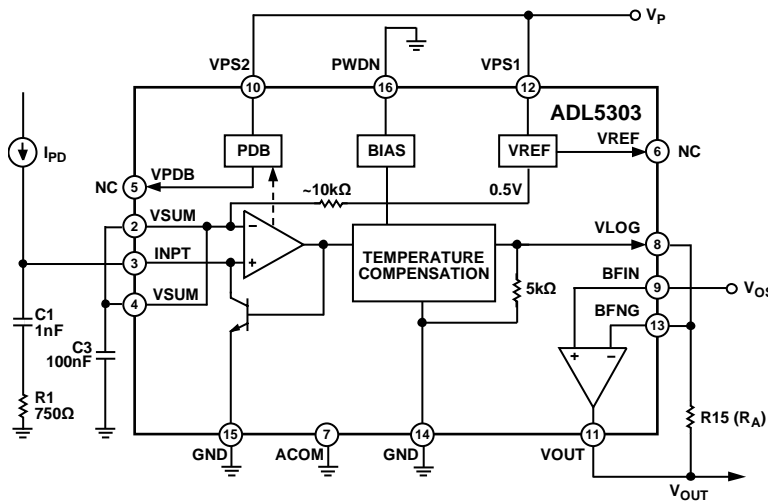 VP
VPS2
PWDN
VPS1
10
16
12
ADL5303
IPD
PDB
BIAS
VREF
VREF
6
NC
NC
5
VPDB
~10kΩ
0.5V
2
VSUM
−
VLOG
8
3
INPT
+
TEMPERATURE
COMPENSATION
BFIN
9
VOS
4
VSUM
5kΩ
BFNG
13
C1
1nF
C3
100nF
+
−
R1
750Ω
R15 (RA)
15
7
14
11
GND
ACOM
GND
VOUT
VOUT